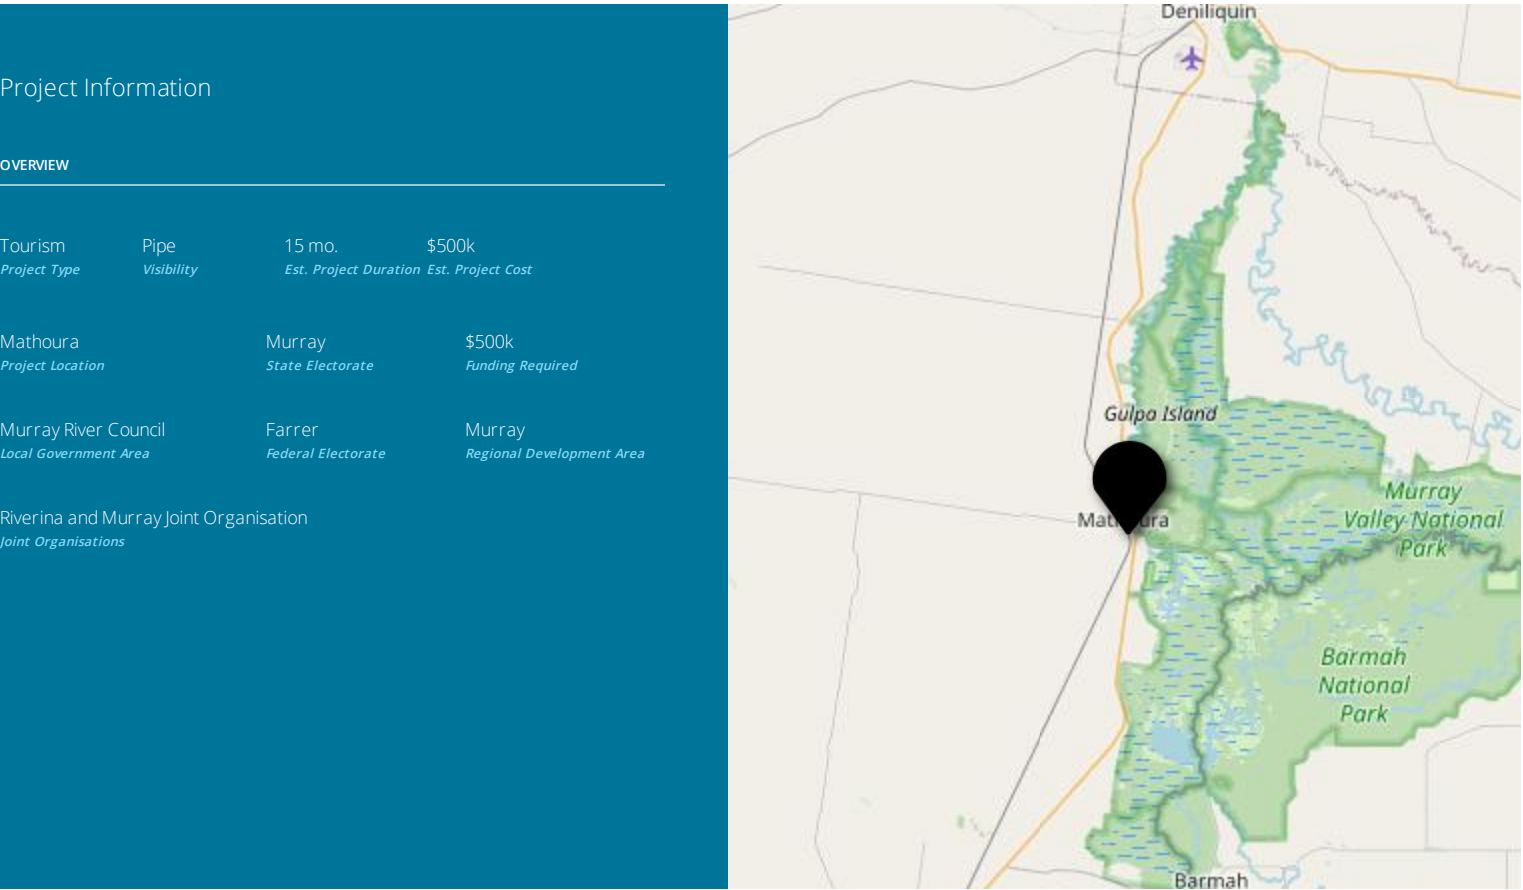 Project Information
OVERVIEW
Tourism Pipe 15 mo. $500k
Project Type Visibility Est. Project Duration Est. Project Cost
Mathoura Murray $500k
Project Location State Electorate Funding Required
Murray River Council Farrer Murray
Local Government Area Federal Electorate Regional Development Area
Riverina and Murray Joint Organisation
Joint Organisations
Deniliquin
Gulpa Island
Mathoura
Murray
Valley National
Park
Barmah
National
Park
Barmah